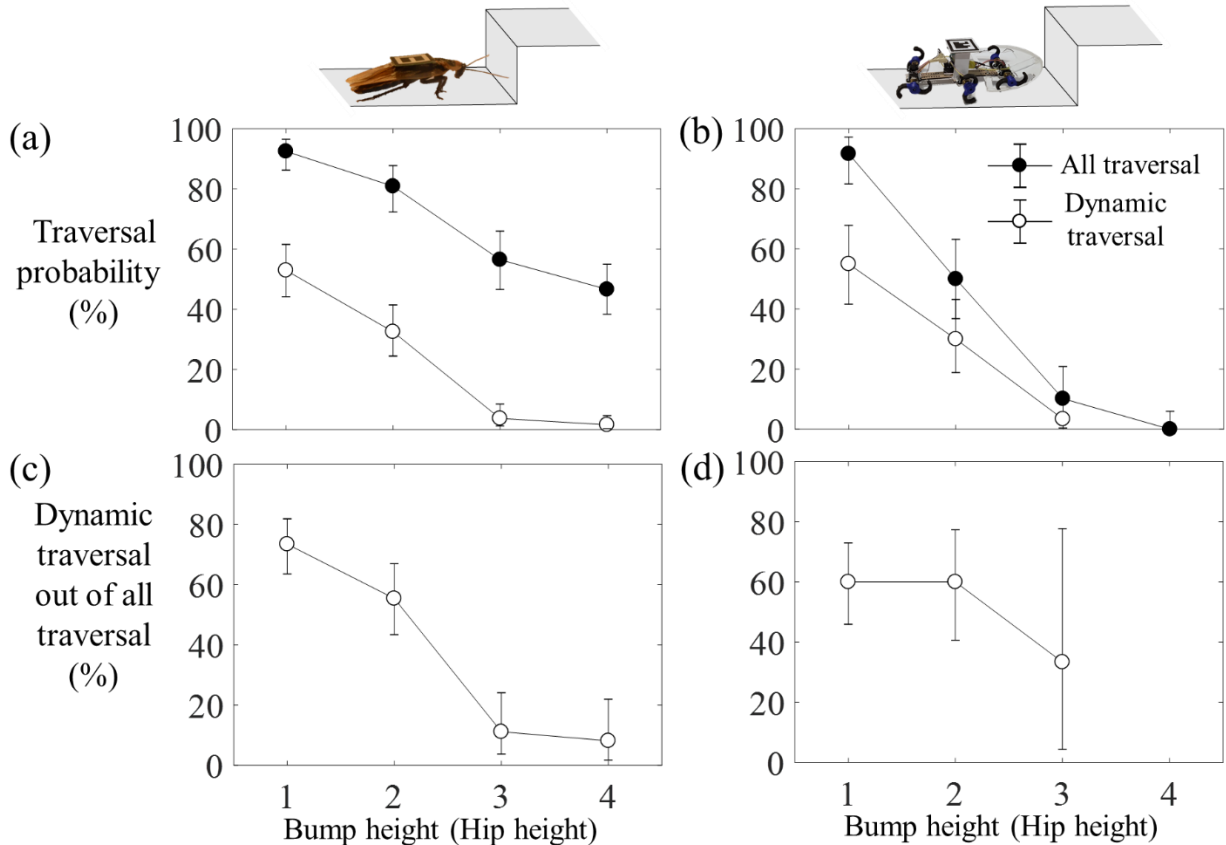 (a)
100
80
60
40
20
0
Traversal
probability
(%)
(b)
100
80
60
40
20
0
All traversal
Dynamic
traversal
(c)
100
80
60
40
20
0
Dynamic
traversal
out of all
traversal
(%)
1 2 3 4
Bump height (Hip height)
(d)
100
80
60
40
20
0
1 2 3 4
Bump height (Hip height)